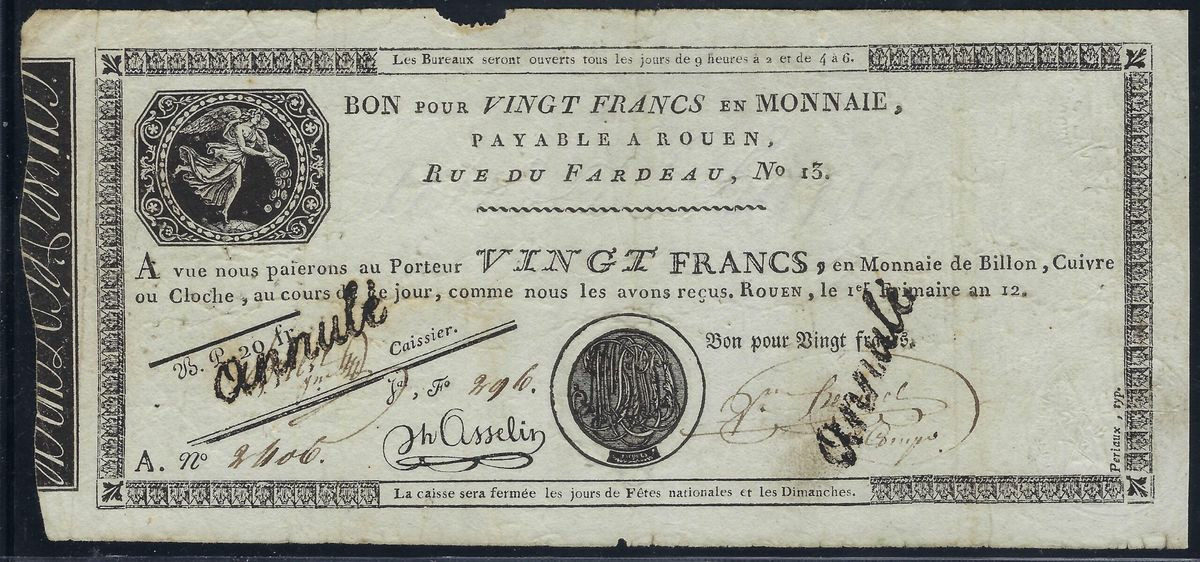 Les Bureaux seront ouverts tous les jours de 9 heures à 2 et de 4 à 6.
BON POUR VINGT FRANCS EN MONNAIE,
PAYABLE A ROUEN,
RUE DU FARDEAU, No 13.
A vue nous paierons au Porteur VINGT FRANCS, en Monnaie de Billon, Cuivre
ou Cloche, au cours de ce jour, comme nous les avons reçus. ROUEN, le 1er Frimaire an 12.
B. P. 20 fr.
annulé
Caissier.
Bon pour Vingt francs.
annulé
Fo 296.
Jh Asselin
A. No 2406.
Periaux typ.
La caisse sera fermée les jours de Fêtes nationales et les Dimanches.